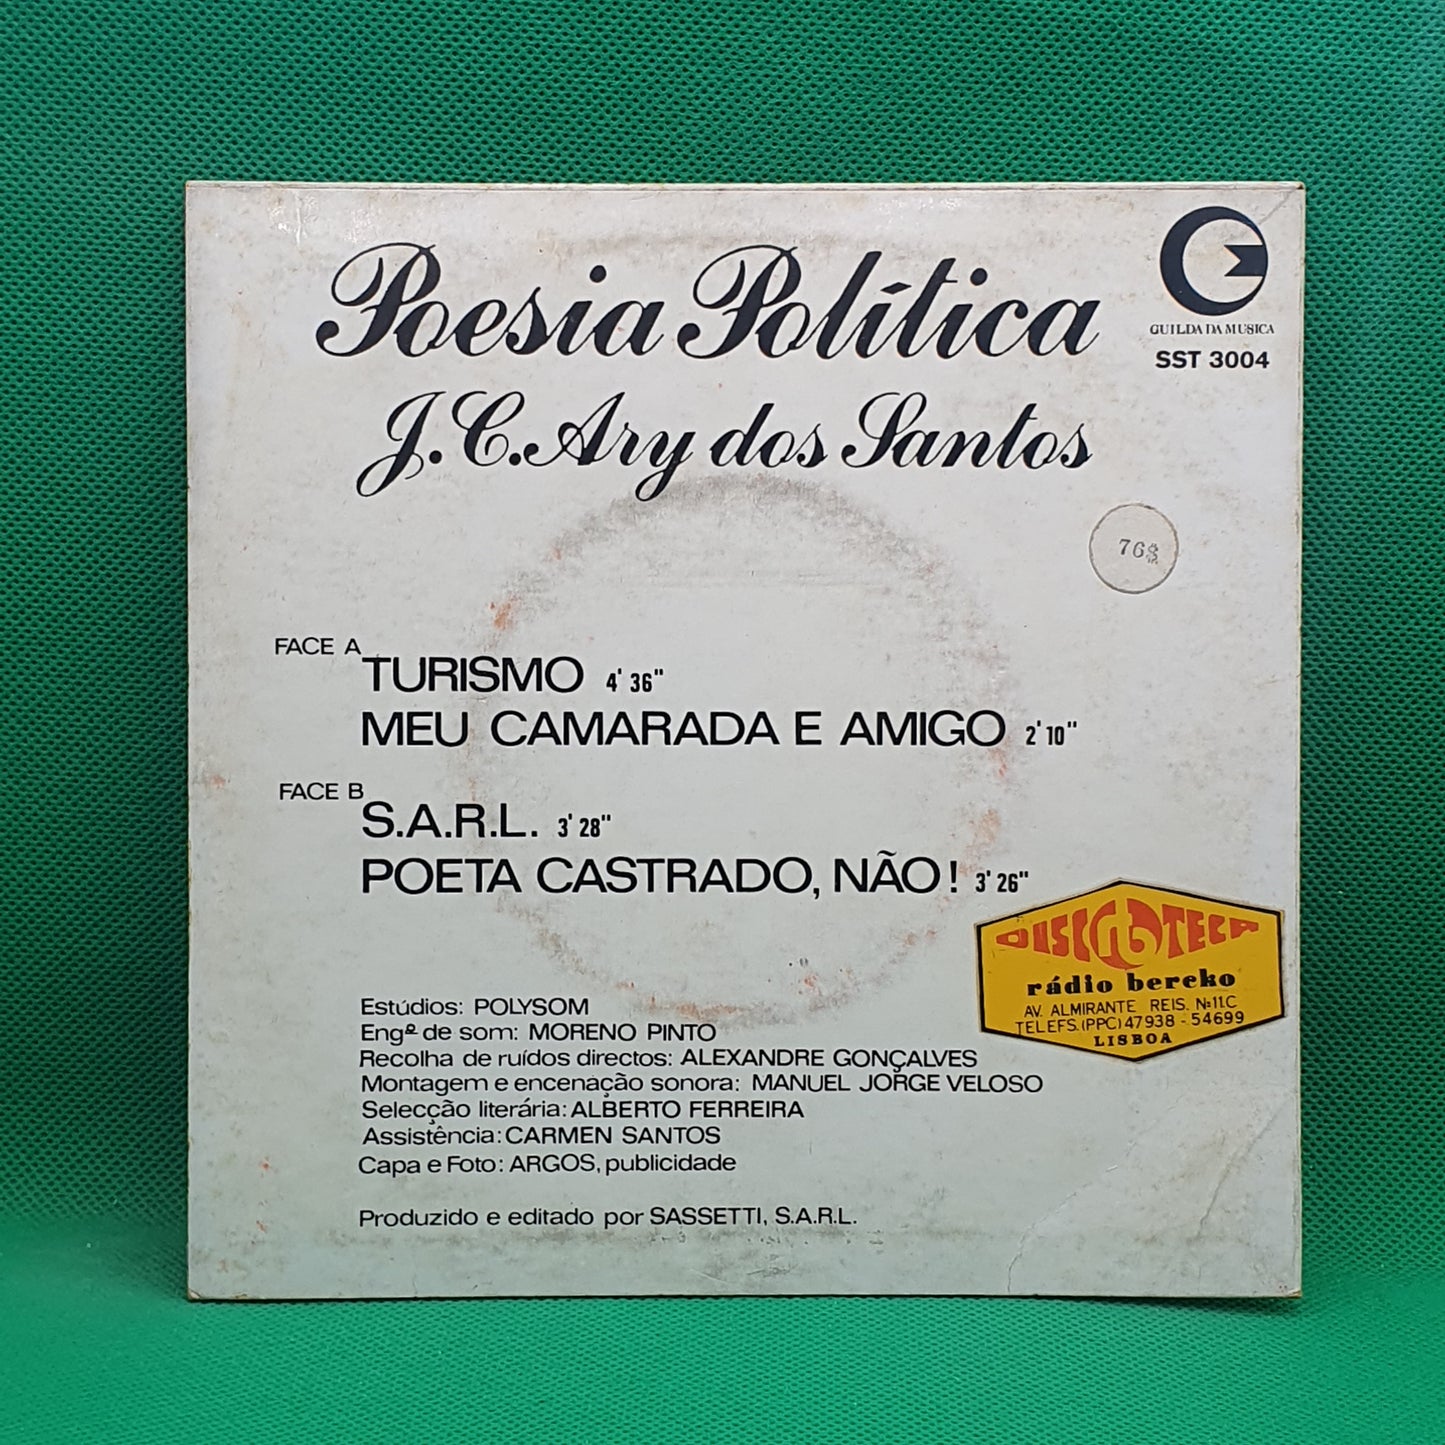 Poesia Política
GUILDA DA MUSICA
SST 3004
J.C. Ary dos Santos
76$
FACE A
TURISMO 4' 36"
MEU CAMARADA E AMIGO 2' 10"
FACE B
S.A.R.L. 3' 28"
POETA CASTRADO, NÃO! 3' 26"
DISCOTECA
rádio bereko
AV. ALMIRANTE REIS. Nº 11.C
TELEFS.(PPC) 47938 - 54699
LISBOA
Estúdios: POLYSOM
Engº de som: MORENO PINTO
Recolha de ruídos directos: ALEXANDRE GONÇALVES
Montagem e encenação sonora: MANUEL JORGE VELOSO
Selecção literária: ALBERTO FERREIRA
Assistência: CARMEN SANTOS
Capa e Foto: ARGOS, publicidade
Produzido e editado por SASSETTI, S.A.R.L.